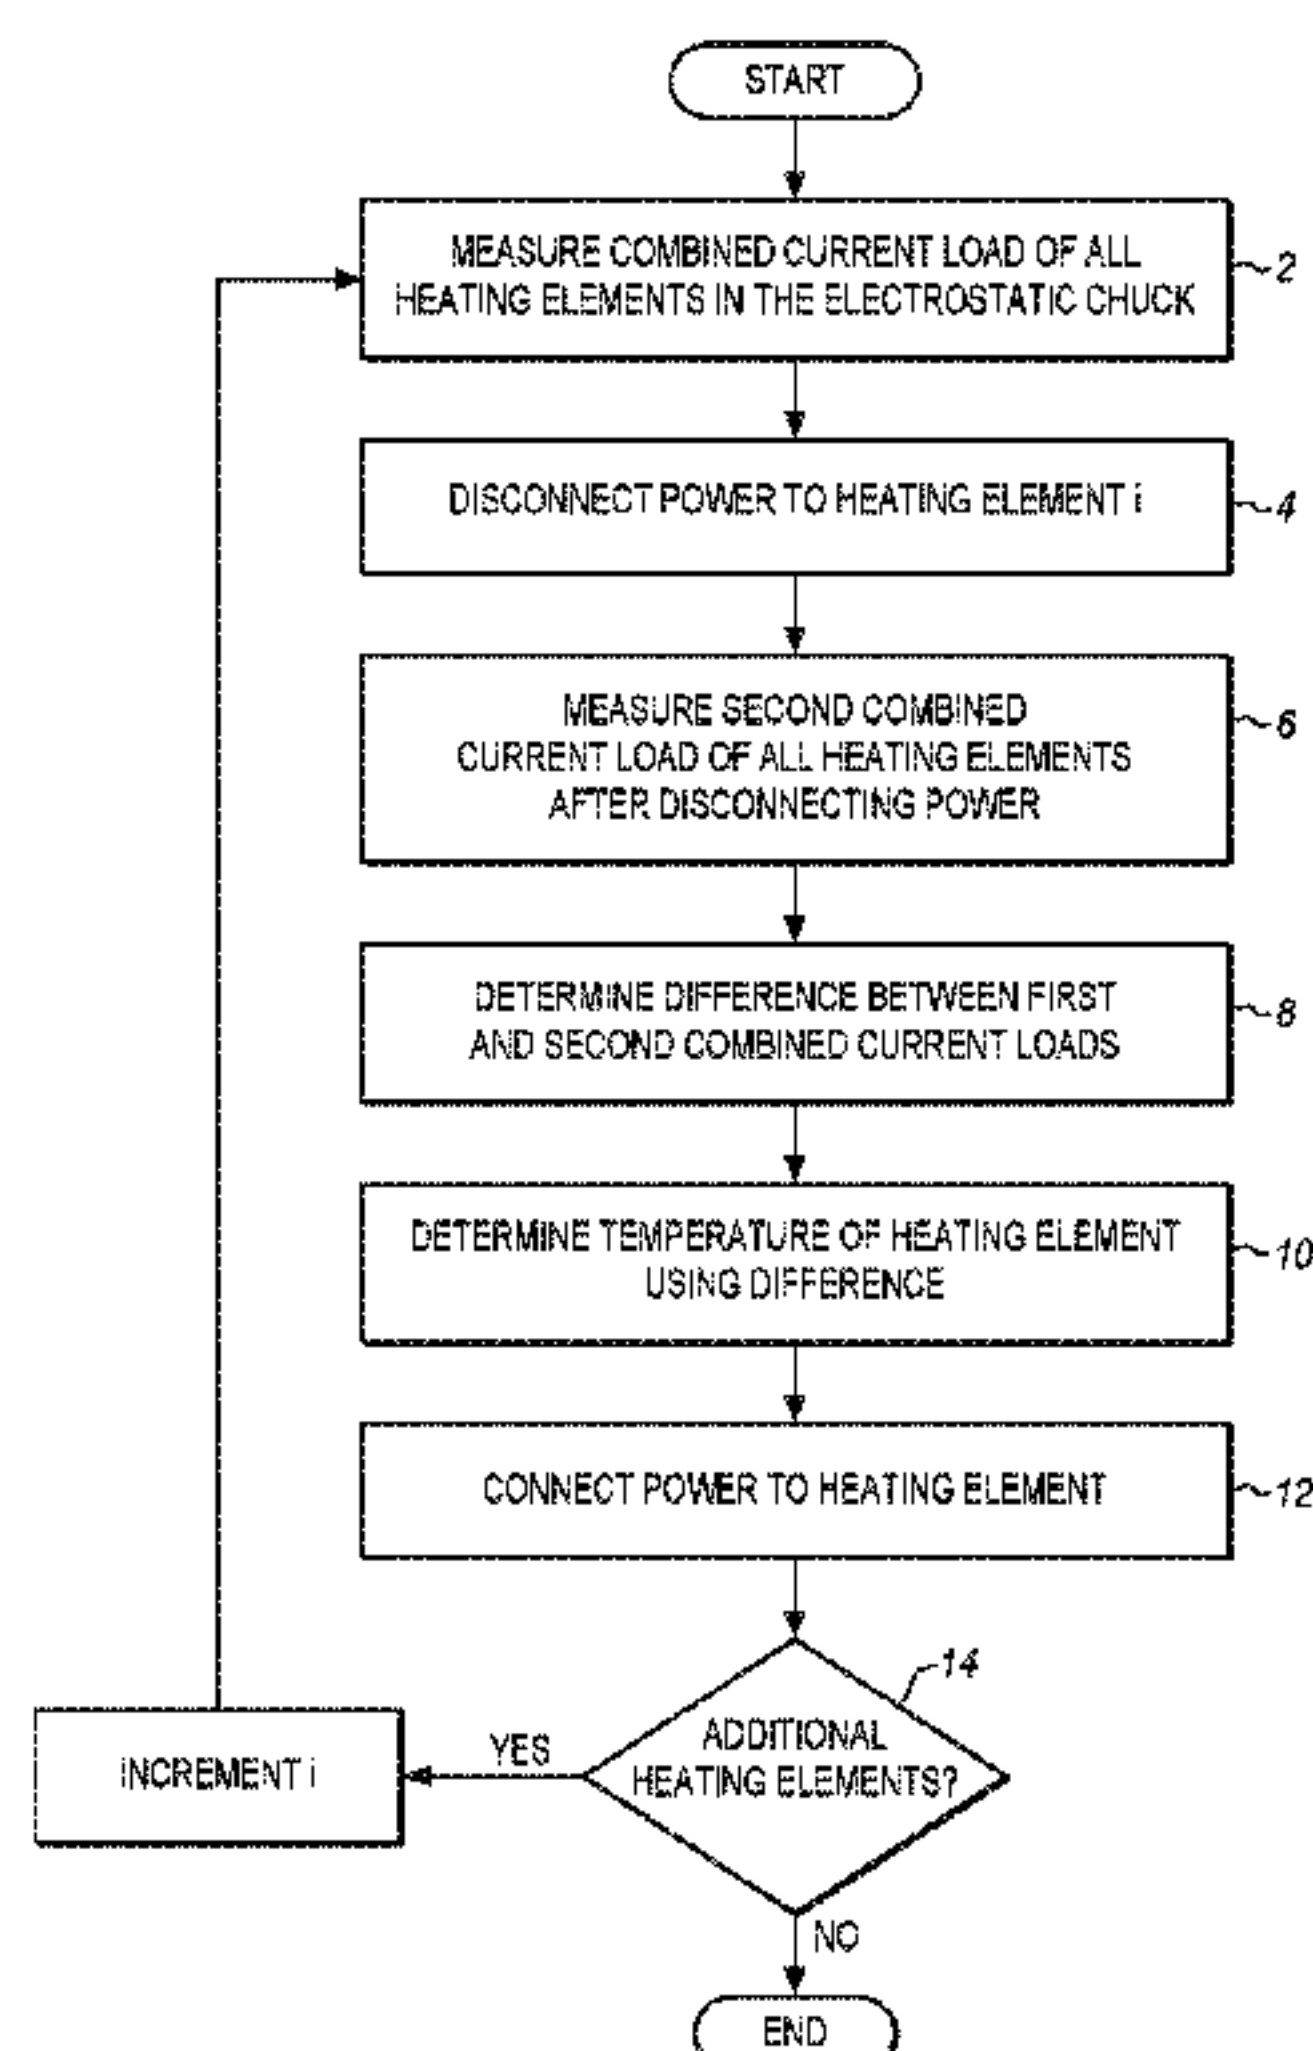 START
MEASURE COMBINED CURRENT LOAD OF ALL
HEATING ELEMENTS IN THE ELECTROSTATIC CHUCK
2
DISCONNECT POWER TO HEATING ELEMENT i
4
MEASURE SECOND COMBINED
CURRENT LOAD OF ALL HEATING ELEMENTS
AFTER DISCONNECTING POWER
6
DETERMINE DIFFERENCE BETWEEN FIRST
AND SECOND COMBINED CURRENT LOADS
8
DETERMINE TEMPERATURE OF HEATING ELEMENT
USING DIFFERENCE
10
CONNECT POWER TO HEATING ELEMENT
12
14
ADDITIONAL
HEATING ELEMENTS?
YES
INCREMENT i
NO
END